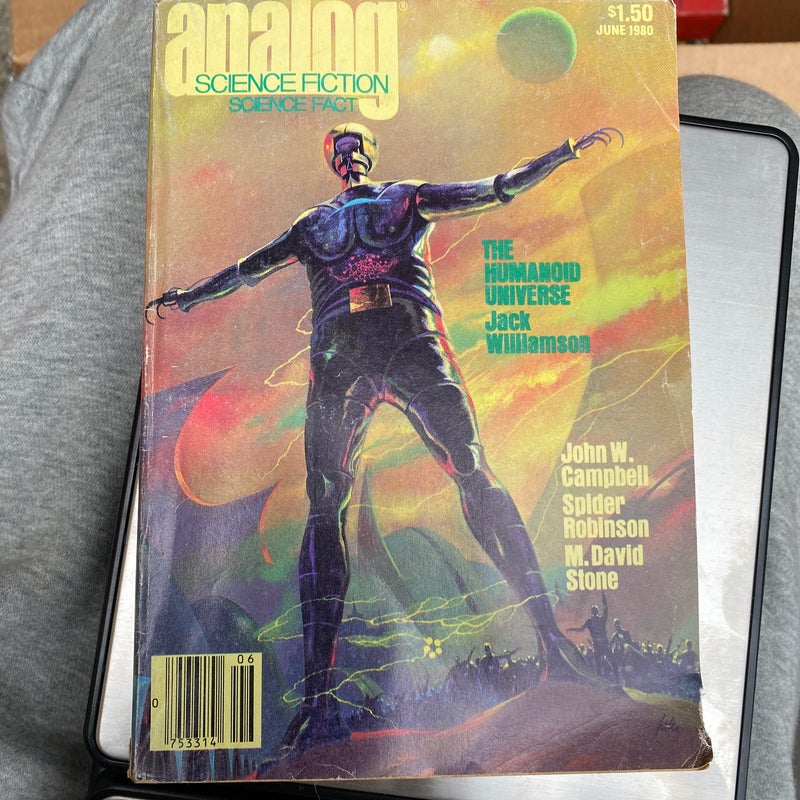 analog®
SCIENCE FICTION
SCIENCE FACT
$1.50
JUNE 1980
THE
HUMANOID
UNIVERSE
Jack
Williamson
John W.
Campbell
Spider
Robinson
M. David
Stone
06
0
753314